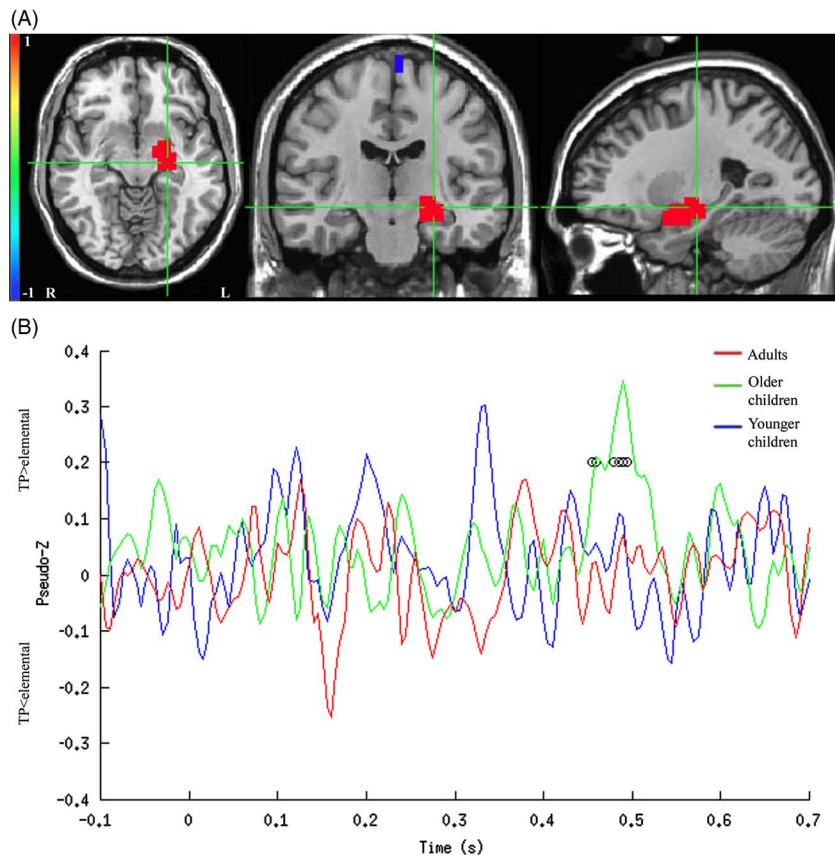 (A)
1
-1 R L
(B)
0.4
0.3
0.2
0.1
0
-0.1
-0.2
-0.3
-0.4
TP>elemental
Pseudo-Z
TP<elemental
Adults
Older
children
Younger
children
-0.1 0 0.1 0.2 0.3 0.4 0.5 0.6 0.7
Time (s)